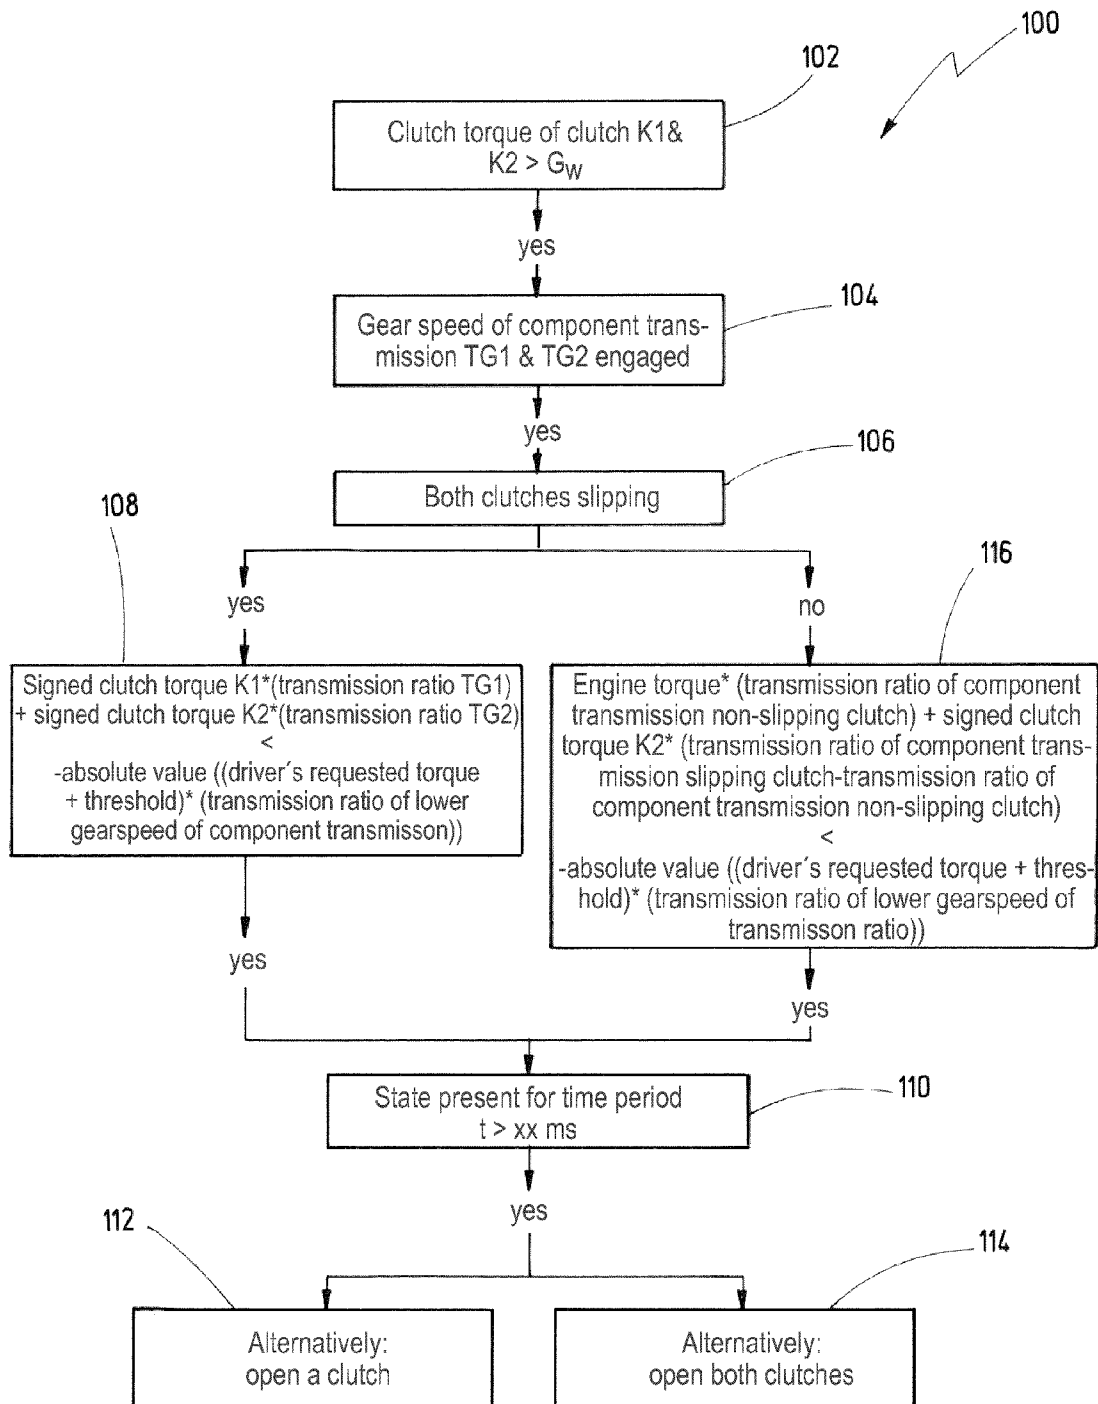 100
102
Clutch torque of clutch K1&
K2 > GW
yes
104
Gear speed of component trans-
mission TG1 & TG2 engaged
yes
106
Both clutches slipping
108
116
yes
no
Signed clutch torque K1*(transmission ratio TG1)
+ signed clutch torque K2*(transmission ratio TG2)
<
-absolute value ((driver´s requested torque
+ threshold)* (transmission ratio of lower
gearspeed of component transmisson))
Engine torque* (transmission ratio of component
transmission non-slipping clutch) + signed clutch
torque K2* (transmission ratio of component trans-
mission slipping clutch-transmission ratio of
component transmission non-slipping clutch)
<
-absolute value ((driver´s requested torque + thres-
hold)* (transmission ratio of lower gearspeed of
transmisson ratio))
yes
yes
110
State present for time period
t > xx ms
yes
112
114
Alternatively:
open a clutch
Alternatively:
open both clutches